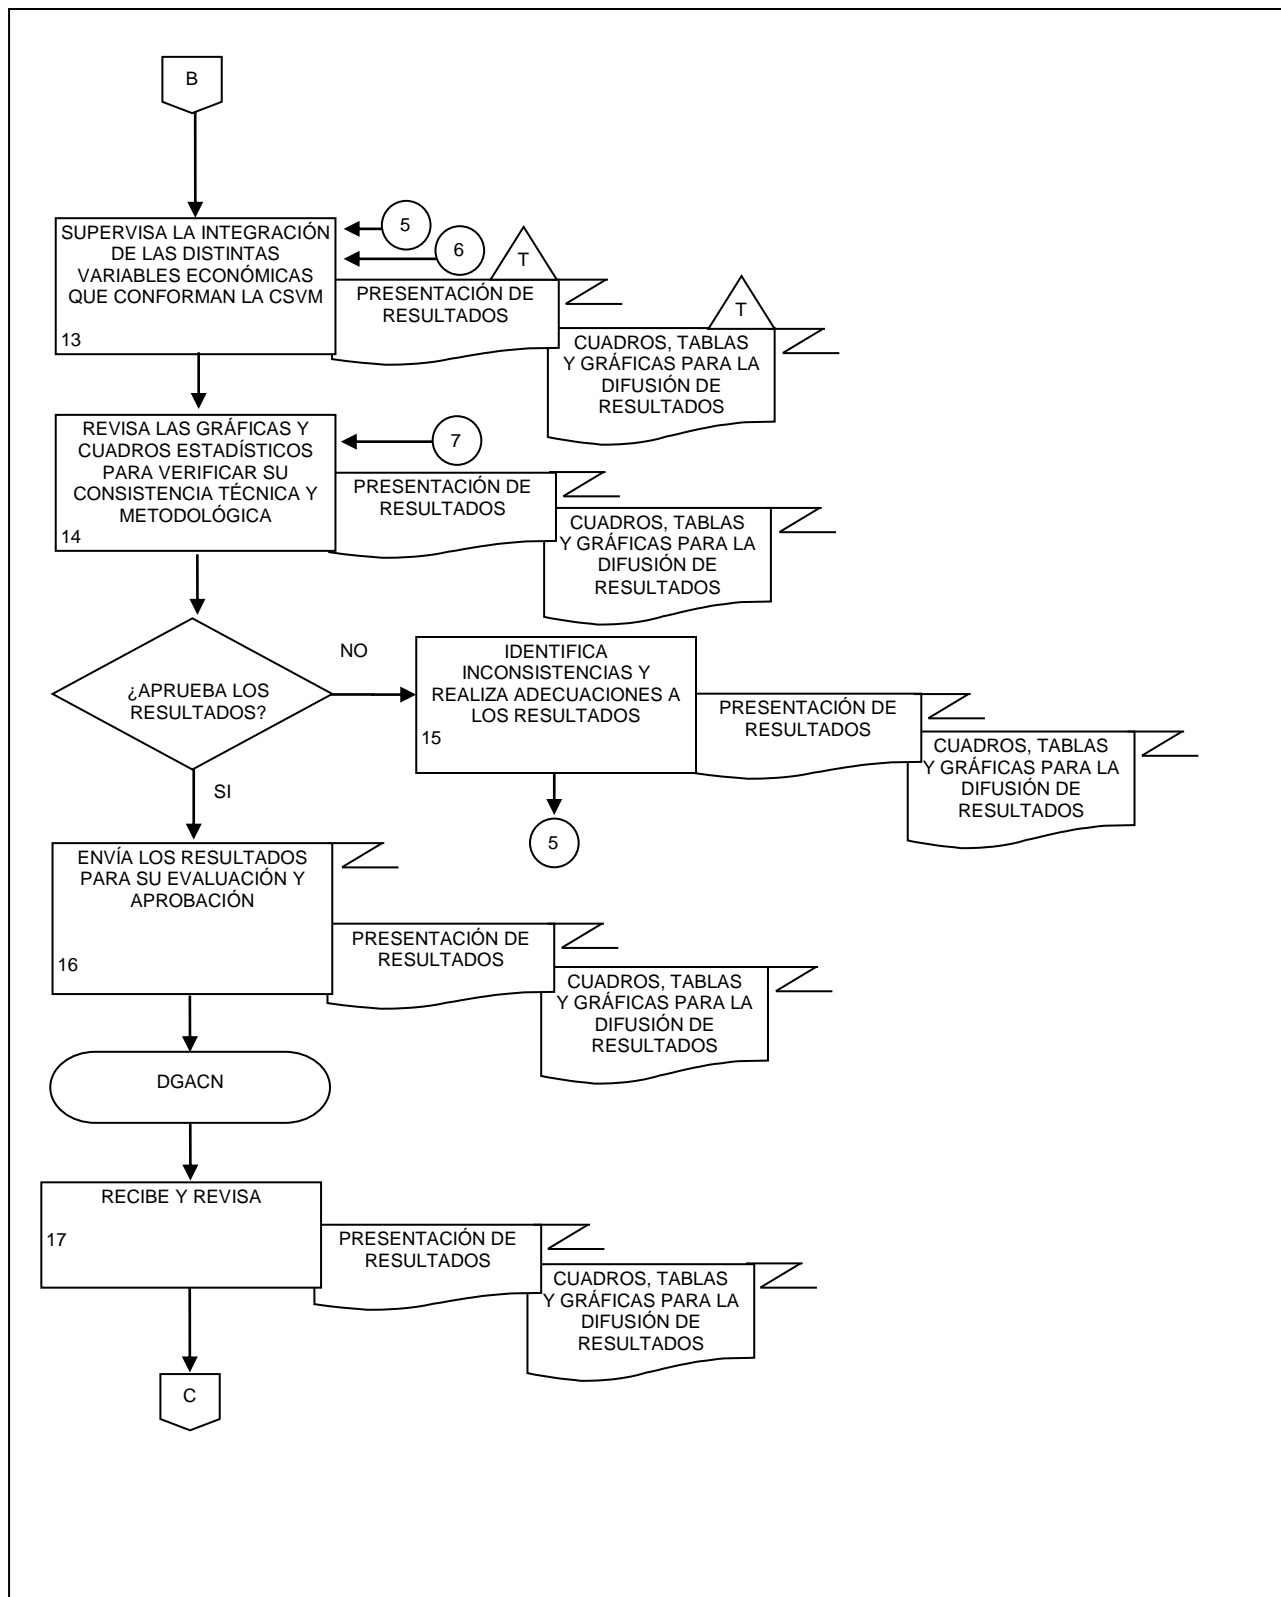 B
5
SUPERVISA LA INTEGRACIÓN
DE LAS DISTINTAS
VARIABLES ECONÓMICAS
QUE CONFORMAN LA CSVM
13
6
T
PRESENTACIÓN DE
RESULTADOS
T
CUADROS, TABLAS
Y GRÁFICAS PARA LA
DIFUSIÓN DE
RESULTADOS
REVISA LAS GRÁFICAS Y
CUADROS ESTADÍSTICOS
PARA VERIFICAR SU
CONSISTENCIA TÉCNICA Y
METODOLÓGICA
14
7
PRESENTACIÓN DE
RESULTADOS
CUADROS, TABLAS
Y GRÁFICAS PARA LA
DIFUSIÓN DE
RESULTADOS
¿APRUEBA LOS
RESULTADOS?
NO
IDENTIFICA
INCONSISTENCIAS Y
REALIZA ADECUACIONES A
LOS RESULTADOS
15
PRESENTACIÓN DE
RESULTADOS
CUADROS, TABLAS
Y GRÁFICAS PARA LA
DIFUSIÓN DE
RESULTADOS
5
SI
ENVÍA LOS RESULTADOS
PARA SU EVALUACIÓN Y
APROBACIÓN
16
PRESENTACIÓN DE
RESULTADOS
CUADROS, TABLAS
Y GRÁFICAS PARA LA
DIFUSIÓN DE
RESULTADOS
DGACN
RECIBE Y REVISA
17
PRESENTACIÓN DE
RESULTADOS
CUADROS, TABLAS
Y GRÁFICAS PARA LA
DIFUSIÓN DE
RESULTADOS
C